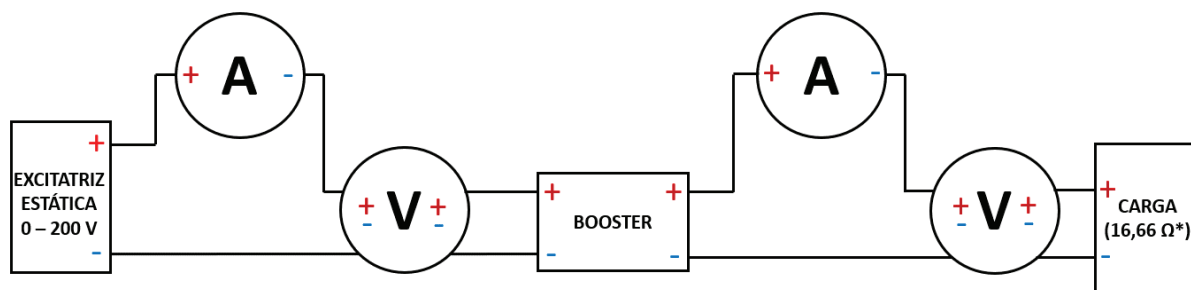 + A -
+ A -
+
EXCITATRIZ
ESTÁTICA
0 – 200 V
-
+ V +
- -
+ +
BOOSTER
- -
+ V +
- -
+
CARGA
(16,66 Ω*)
-